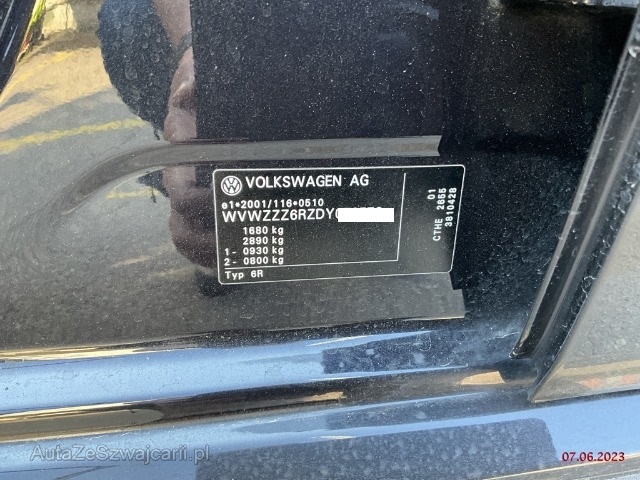 VOLKSWAGEN AG
e1*2001/116*0510
WVWZZZ6RZDY
1680 kg
2890 kg
1- 0930 kg
2- 0800 kg
Typ 6R
01
CTHE 2655
3810428
AutaZeSzwajcarii.pl
07.06.2023